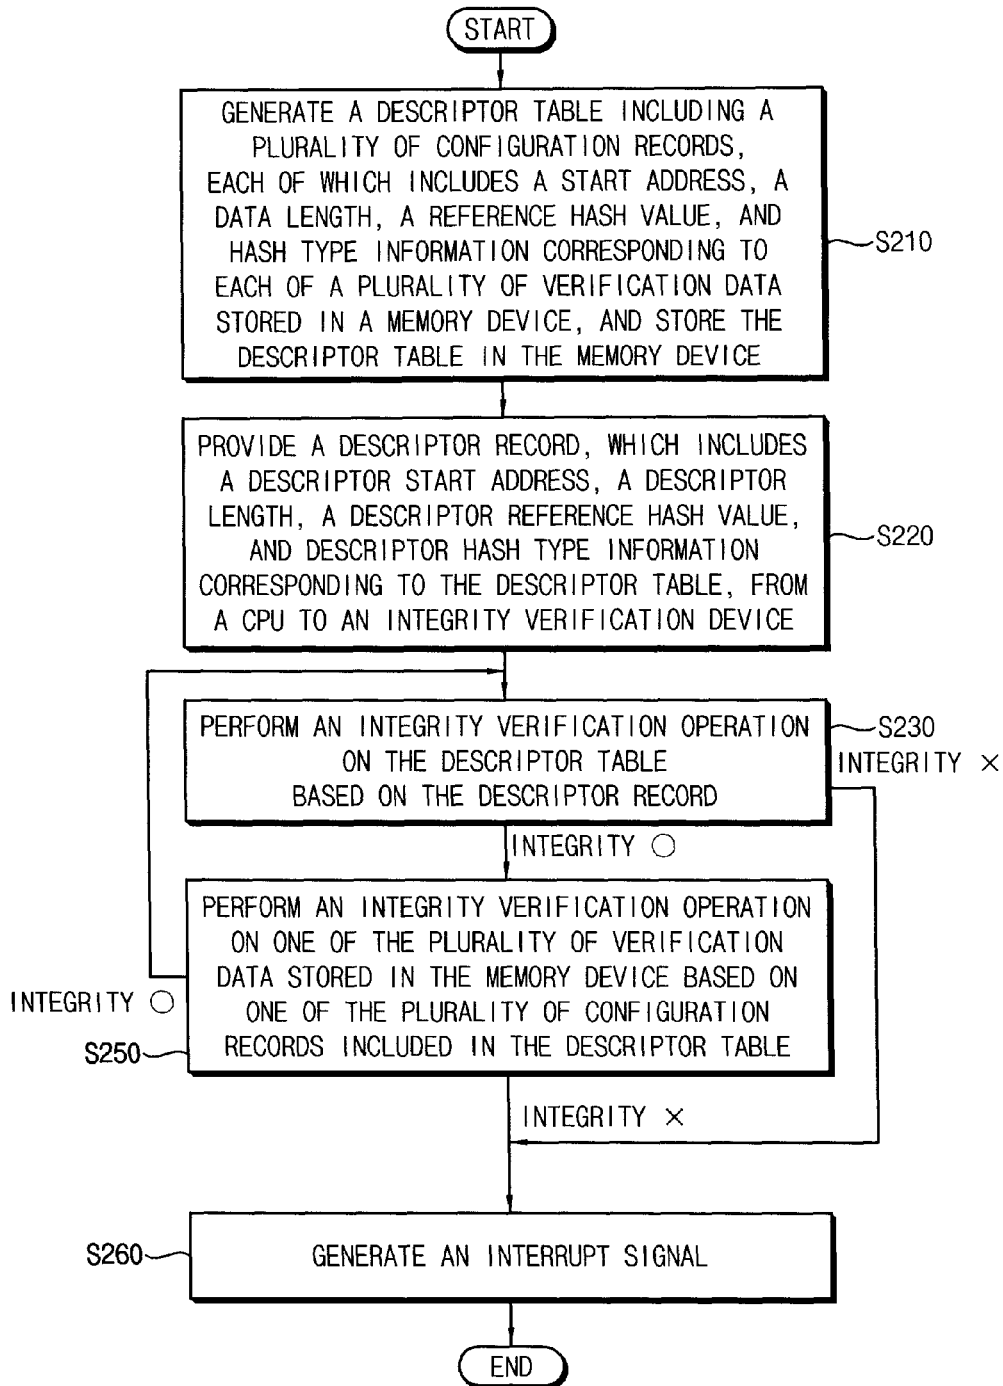 START
GENERATE A DESCRIPTOR TABLE INCLUDING A
PLURALITY OF CONFIGURATION RECORDS,
EACH OF WHICH INCLUDES A START ADDRESS, A
DATA LENGTH, A REFERENCE HASH VALUE, AND
HASH TYPE INFORMATION CORRESPONDING TO
EACH OF A PLURALITY OF VERIFICATION DATA
STORED IN A MEMORY DEVICE, AND STORE THE
DESCRIPTOR TABLE IN THE MEMORY DEVICE
S210
PROVIDE A DESCRIPTOR RECORD, WHICH INCLUDES
A DESCRIPTOR START ADDRESS, A DESCRIPTOR
LENGTH, A DESCRIPTOR REFERENCE HASH VALUE,
AND DESCRIPTOR HASH TYPE INFORMATION
CORRESPONDING TO THE DESCRIPTOR TABLE, FROM
A CPU TO AN INTEGRITY VERIFICATION DEVICE
S220
PERFORM AN INTEGRITY VERIFICATION OPERATION
ON THE DESCRIPTOR TABLE
BASED ON THE DESCRIPTOR RECORD
S230
INTEGRITY ×
INTEGRITY ○
PERFORM AN INTEGRITY VERIFICATION OPERATION
ON ONE OF THE PLURALITY OF VERIFICATION
DATA STORED IN THE MEMORY DEVICE BASED ON
ONE OF THE PLURALITY OF CONFIGURATION
RECORDS INCLUDED IN THE DESCRIPTOR TABLE
INTEGRITY ○
S250
INTEGRITY ×
S260
GENERATE AN INTERRUPT SIGNAL
END